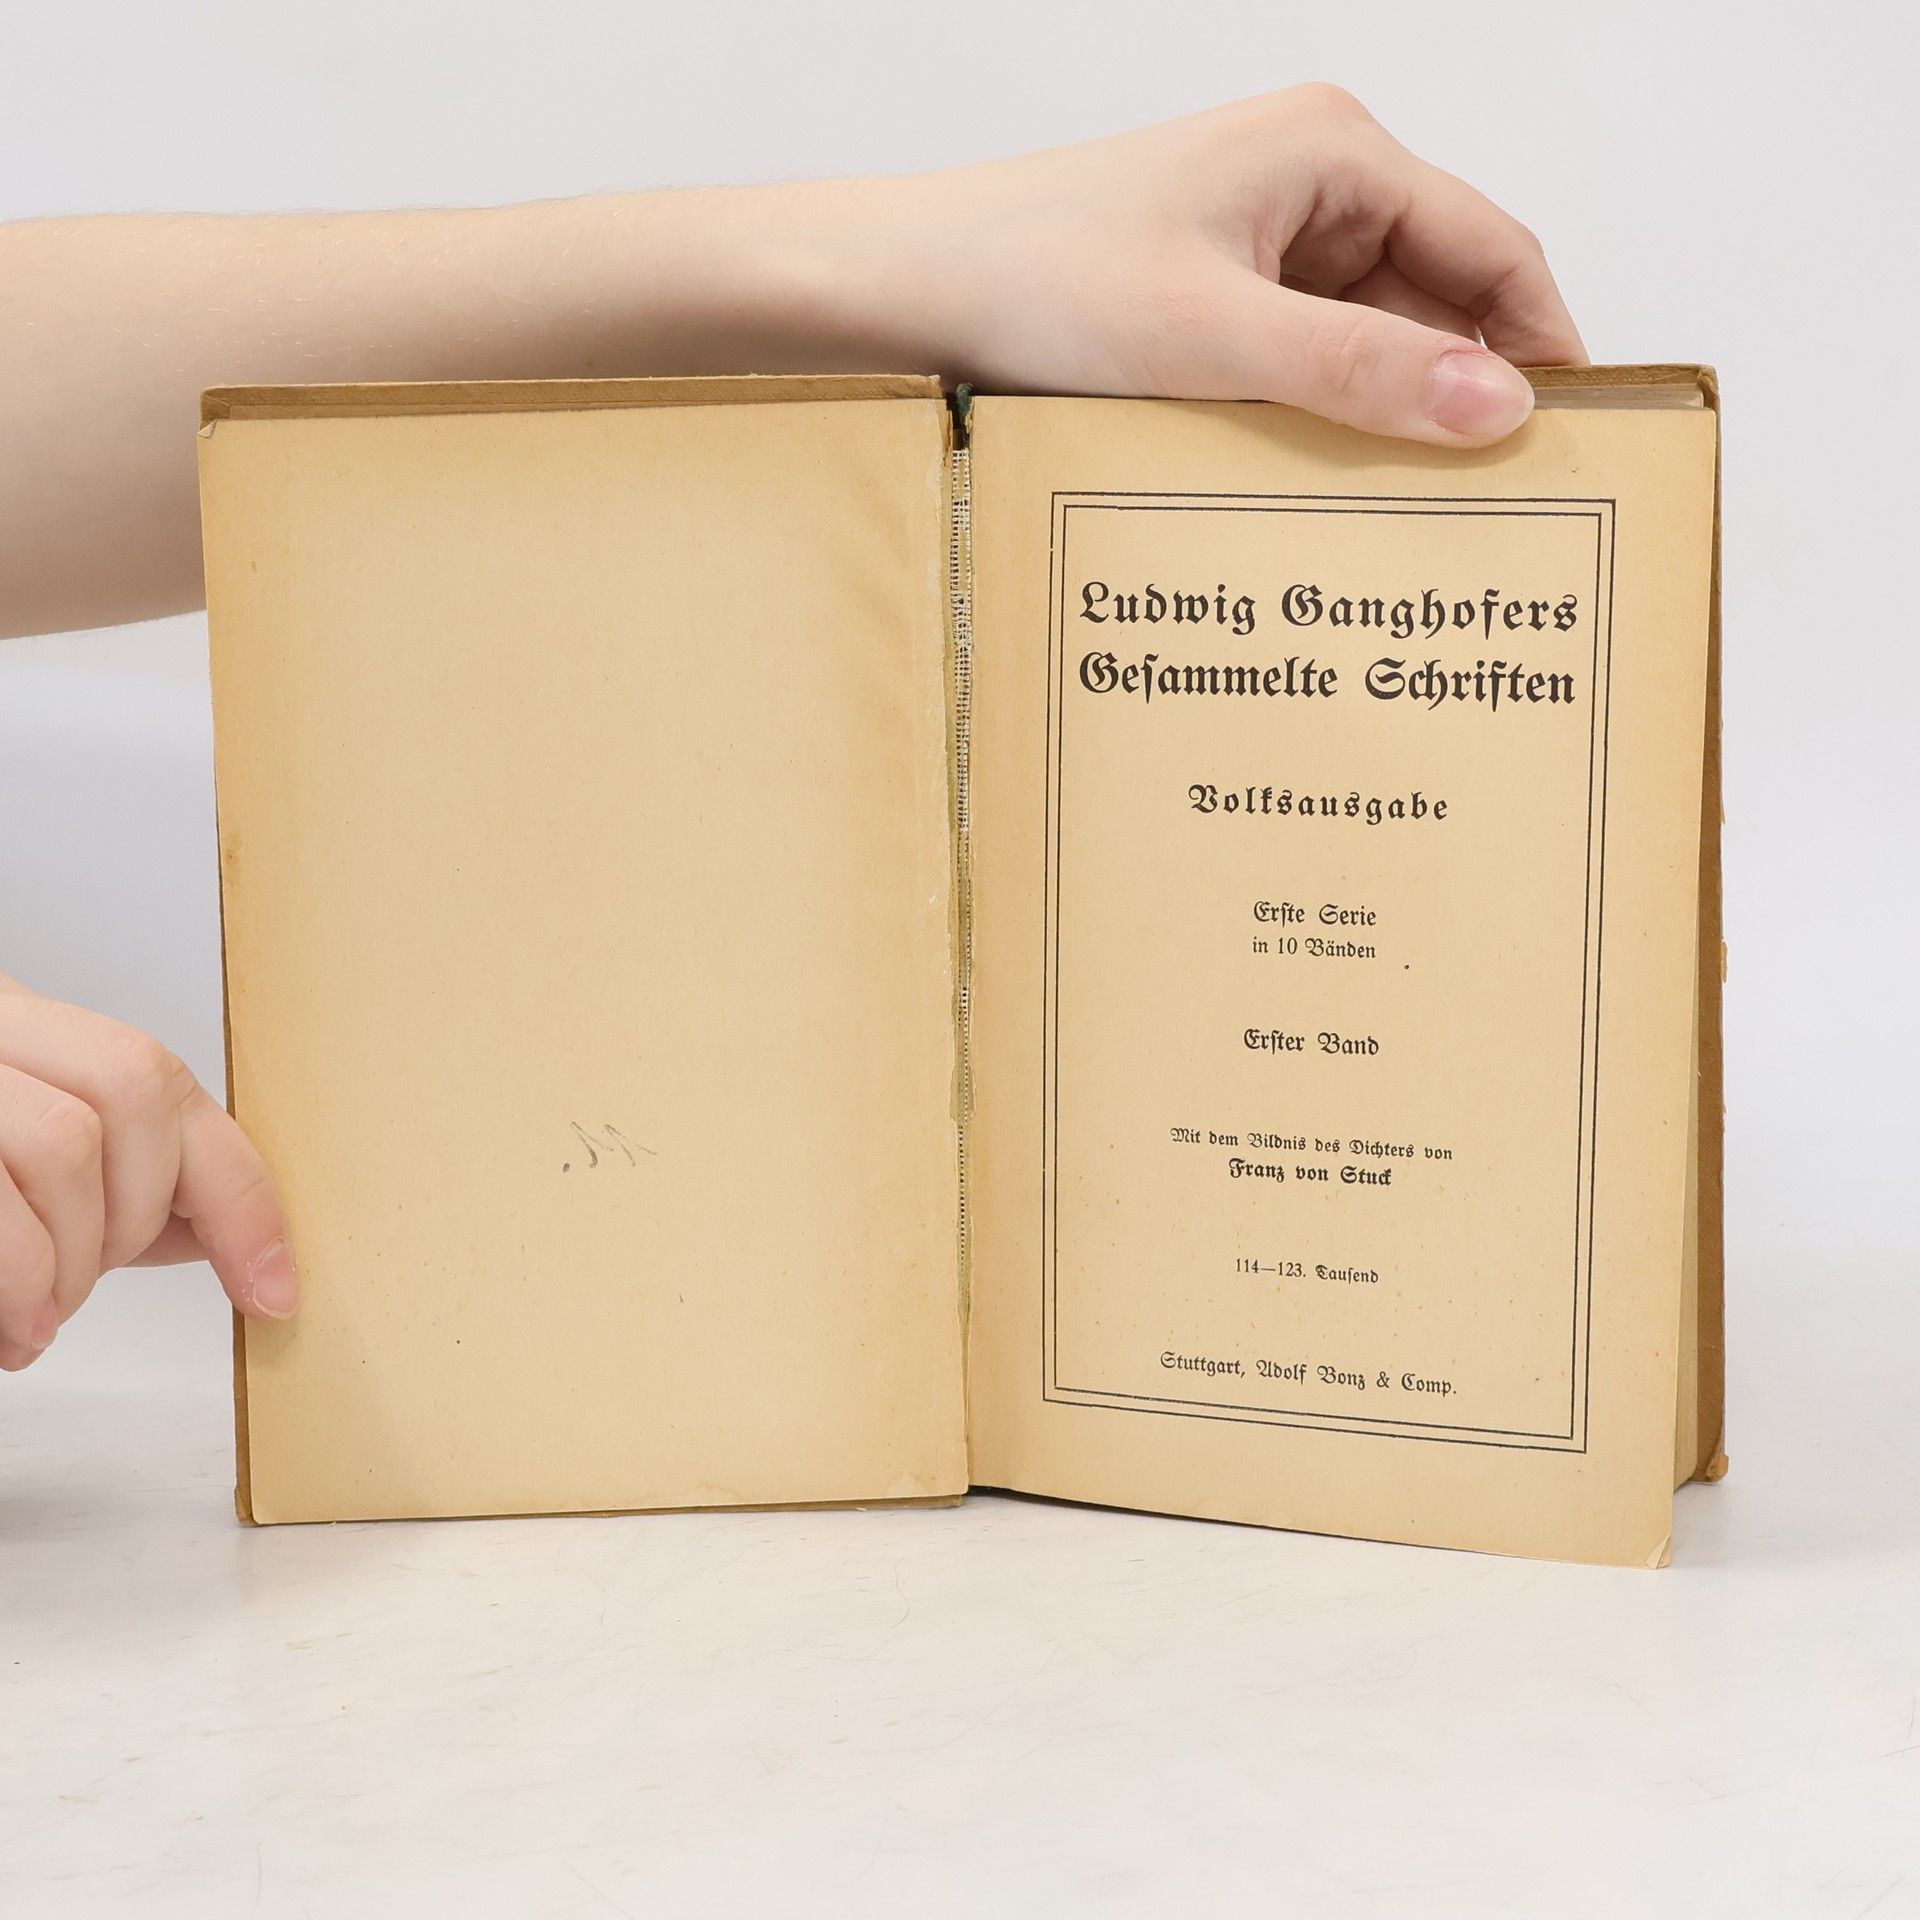 Ludwig Ganghofers
Gesammelte Schriften
Volksausgabe
Erste Serie
in 10 Bänden
Erster Band
Mit dem Bildnis des Dichters von
Franz von Stuck
114—123. Tausend
Stuttgart, Adolf Bonz & Comp.